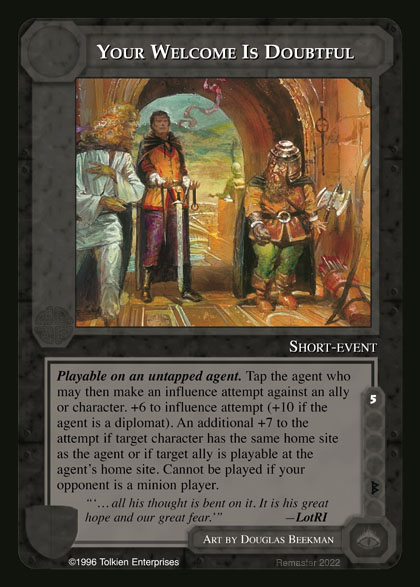 YOUR WELCOME IS DOUBTFUL
SHORT-EVENT
Playable on an untapped agent. Tap the agent who
may then make an influence attempt against an ally
or character. +6 to influence attempt (+10 if the
agent is a diplomat). An additional +7 to the
attempt if target character has the same home site
as the agent or if target ally is playable at the
agent's home site. Cannot be played if your
opponent is a minion player.
5
“‘… all his thought is bent on it. It is his great
hope and our great fear.’” –LotRI
ART BY DOUGLAS BEEKMAN
©1996 Tolkien Enterprises
Remaster 2022